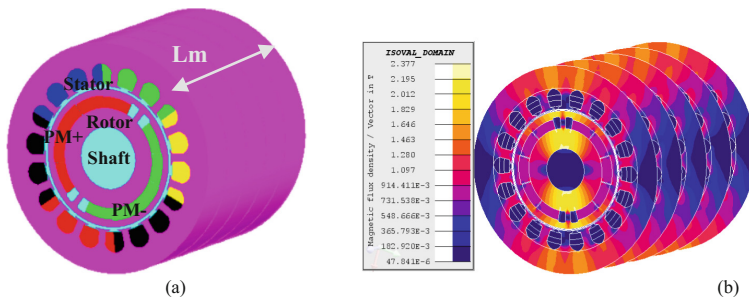 Lm
Stator
Rotor
PM+
Shaft
PM-
(a)
ISOVAL_DOMAIN
Magnetic flux density / Vector in T
2.377
2.195
2.012
1.829
1.646
1.463
1.280
1.097
914.411E-3
731.538E-3
548.666E-3
365.793E-3
182.920E-3
47.841E-6
(b)